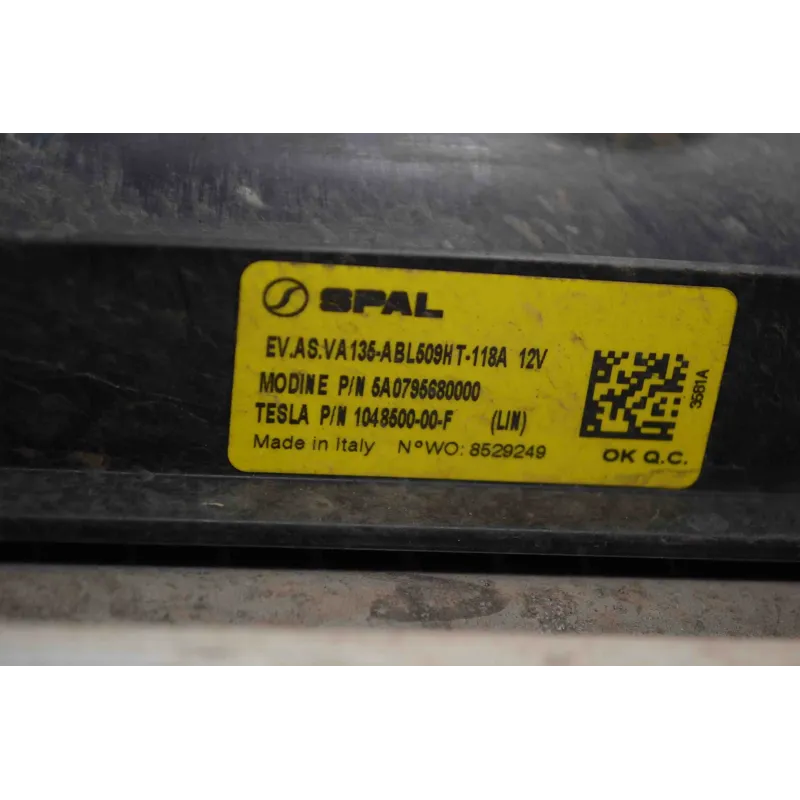 SPAL
EV.AS.VA135-ABL509HT-118A 12V
MODINE P/N 5A0795680000
TESLA P/N 1048500-00-F (LIN)
Made in Italy N°WO: 8529249
3581A
OK Q.C.